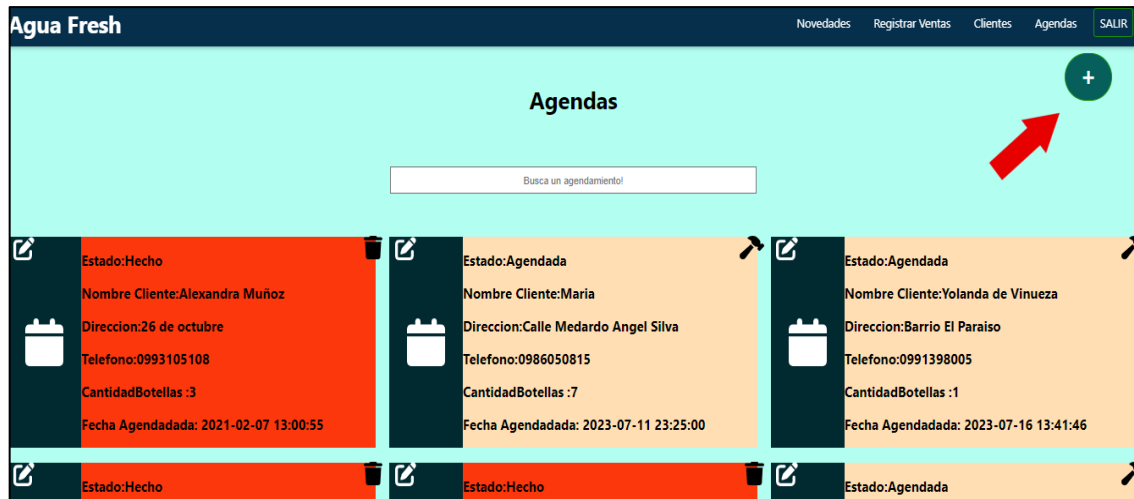 Agua Fresh
Novedades Registrar Ventas Clientes Agendas SALIR
+
Agendas
Busca un agendamiento!
Estado:Hecho
Nombre Cliente:Alexandra Muñoz
Direccion:26 de octubre
Telefono:0993105108
CantidadBotellas :3
Fecha Agendadada: 2021-02-07 13:00:55
Estado:Agendada
Nombre Cliente:Maria
Direccion:Calle Medardo Angel Silva
Telefono:0986050815
CantidadBotellas :7
Fecha Agendadada: 2023-07-11 23:25:00
Estado:Agendada
Nombre Cliente:Yolanda de Vinueza
Direccion:Barrio El Paraiso
Telefono:0991398005
CantidadBotellas :1
Fecha Agendadada: 2023-07-16 13:41:46
Estado:Hecho
Estado:Hecho
Estado:Agendada